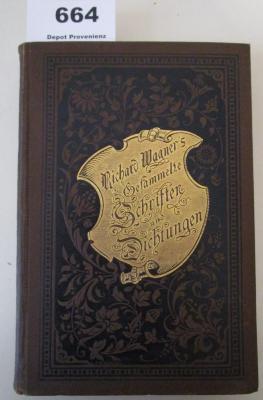 664
Depot Provenienz
Richard Wagner's
Gesammelte
Schriften
und
Dichtungen